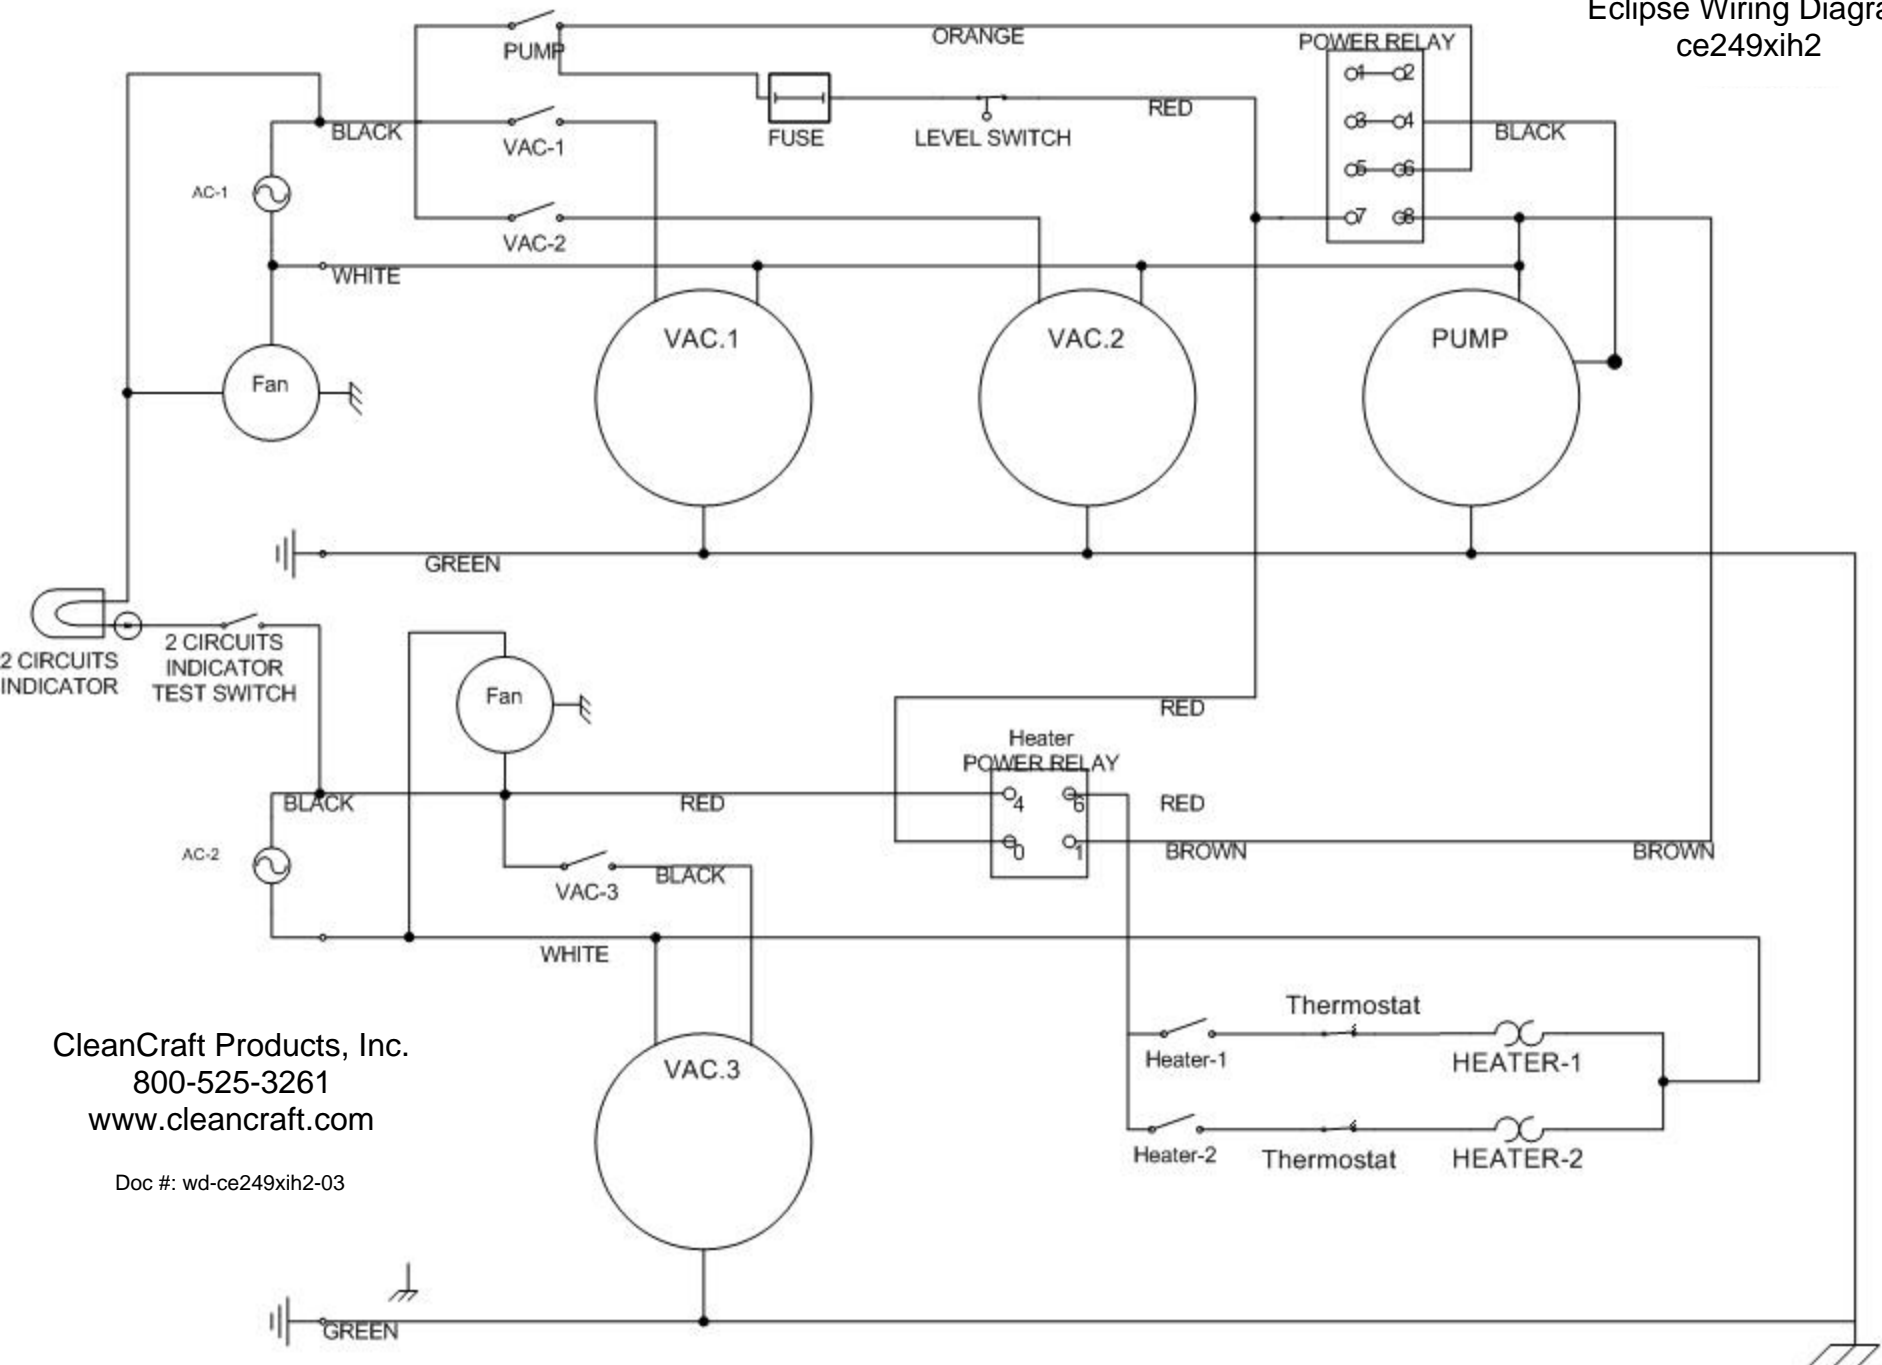 Eclipse Wiring Diagra
ce249xih2
PUMP
ORANGE
POWER RELAY
1 2
3 4
5 6
7 8
BLACK
VAC-1
FUSE
LEVEL SWITCH
RED
BLACK
AC-1
VAC-2
WHITE
VAC.1
VAC.2
PUMP
Fan
GREEN
2 CIRCUITS
INDICATOR
2 CIRCUITS
INDICATOR
TEST SWITCH
Fan
RED
Heater
POWER RELAY
4 6
0 1
BLACK
RED
RED
AC-2
VAC-3
BLACK
BROWN
BROWN
WHITE
Thermostat
Heater-1
HEATER-1
Heater-2
Thermostat
HEATER-2
VAC.3
CleanCraft Products, Inc.
800-525-3261
www.cleancraft.com
Doc #: wd-ce249xih2-03
GREEN